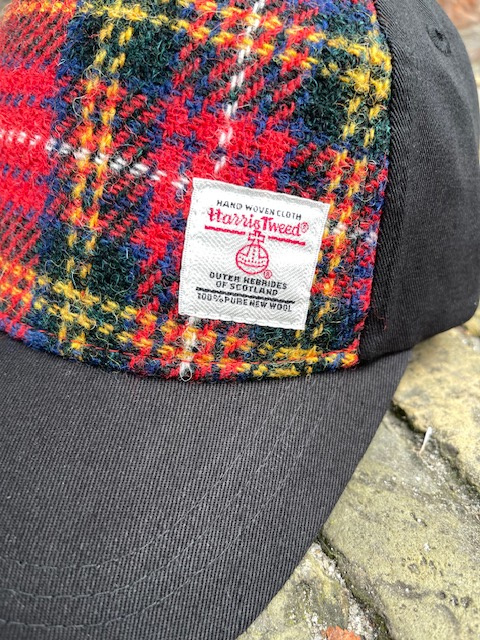 HAND WOVEN CLOTH
Harris Tweed®
®
OUTER HEBRIDES
OF SCOTLAND
100% PURE NEW WOOL